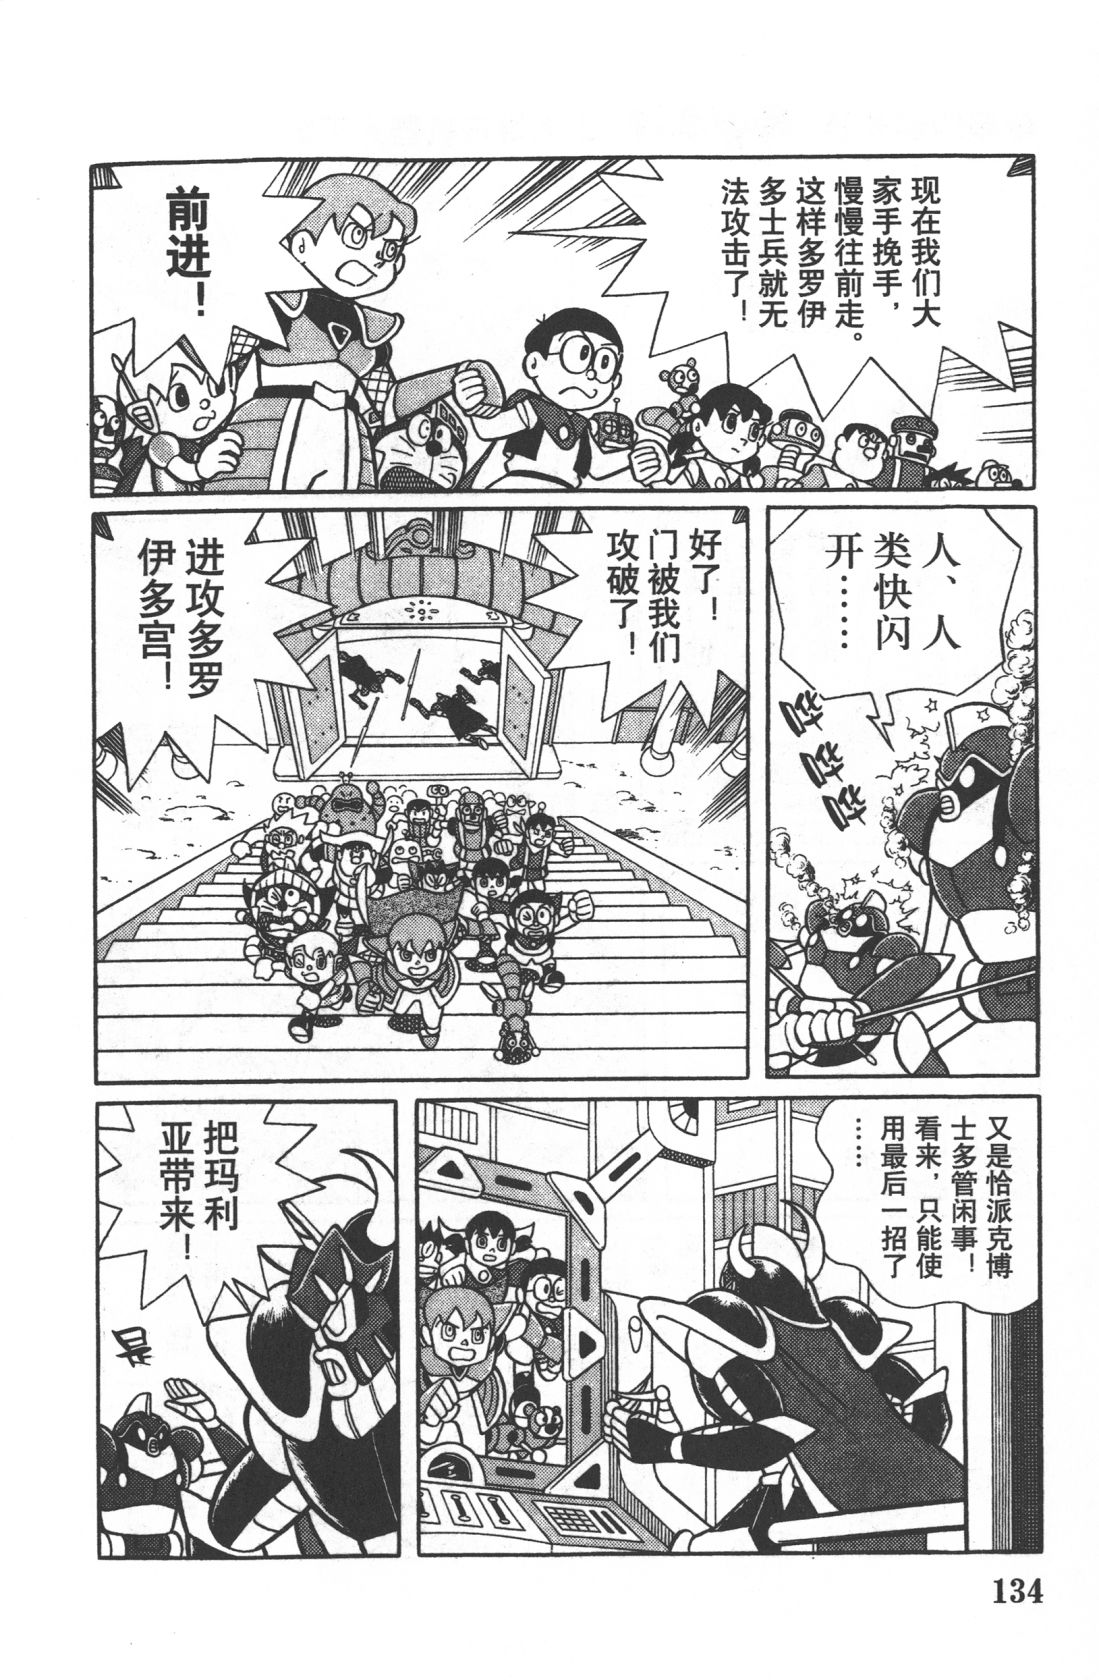 现在我们大
家手挽手，
慢慢往前走。
这样多罗伊
多士兵就无
法攻击了！
前进！
人、人
类快闪
开……
好了！
门被我们
攻破了！
进攻多罗
伊多宫！
又是恰派克博
士多管闲事！
看来，只能使
用最后一招了
……
把玛利
亚带来！
是
134